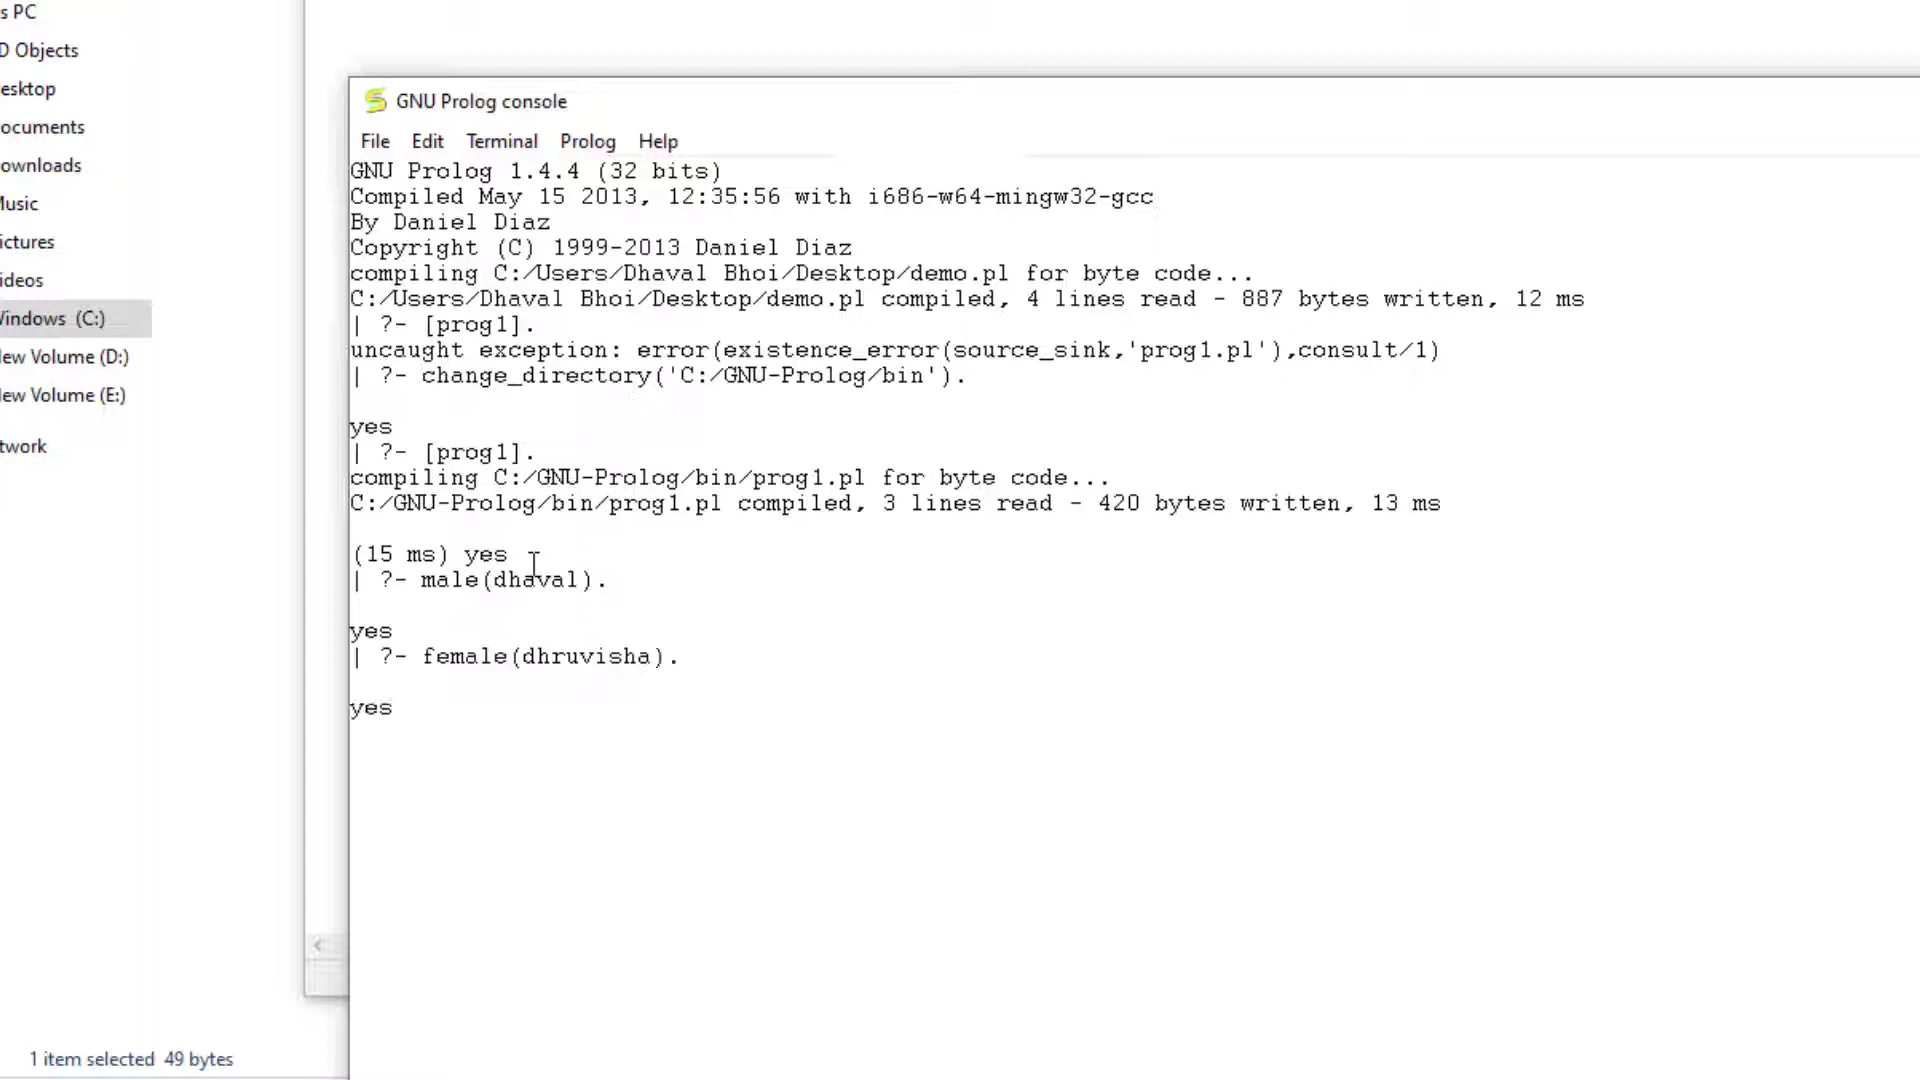 s PC
D Objects
esktop
ocuments
ownloads
Music
ictures
ideos
Windows (C:)
lew Volume (D:)
lew Volume (E:)
twork
1 item selected 49 bytes
GNU Prolog console
File Edit Terminal Prolog Help
GNU Prolog 1.4.4 (32 bits)
Compiled May 15 2013, 12:35:56 with i686-w64-mingw32-gcc
By Daniel Diaz
Copyright (C) 1999-2013 Daniel Diaz
compiling C:/Users/Dhaval Bhoi/Desktop/demo.pl for byte code...
C:/Users/Dhaval Bhoi/Desktop/demo.pl compiled, 4 lines read - 887 bytes written, 12 ms
| ?- [prog1].
uncaught exception: error(existence_error(source_sink,'prog1.pl'),consult/1)
| ?- change_directory('C:/GNU-Prolog/bin').
yes
| ?- [prog1].
compiling C:/GNU-Prolog/bin/prog1.pl for byte code...
C:/GNU-Prolog/bin/prog1.pl compiled, 3 lines read - 420 bytes written, 13 ms
(15 ms) yes
| ?- male(dhaval).
yes
| ?- female(dhruvisha).
yes